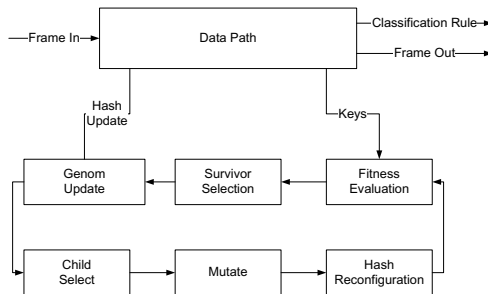 Frame In
Data Path
Classification Rule
Frame Out
Hash
Update
Keys
Genom
Update
Survivor
Selection
Fitness
Evaluation
Child
Select
Mutate
Hash
Reconfiguration